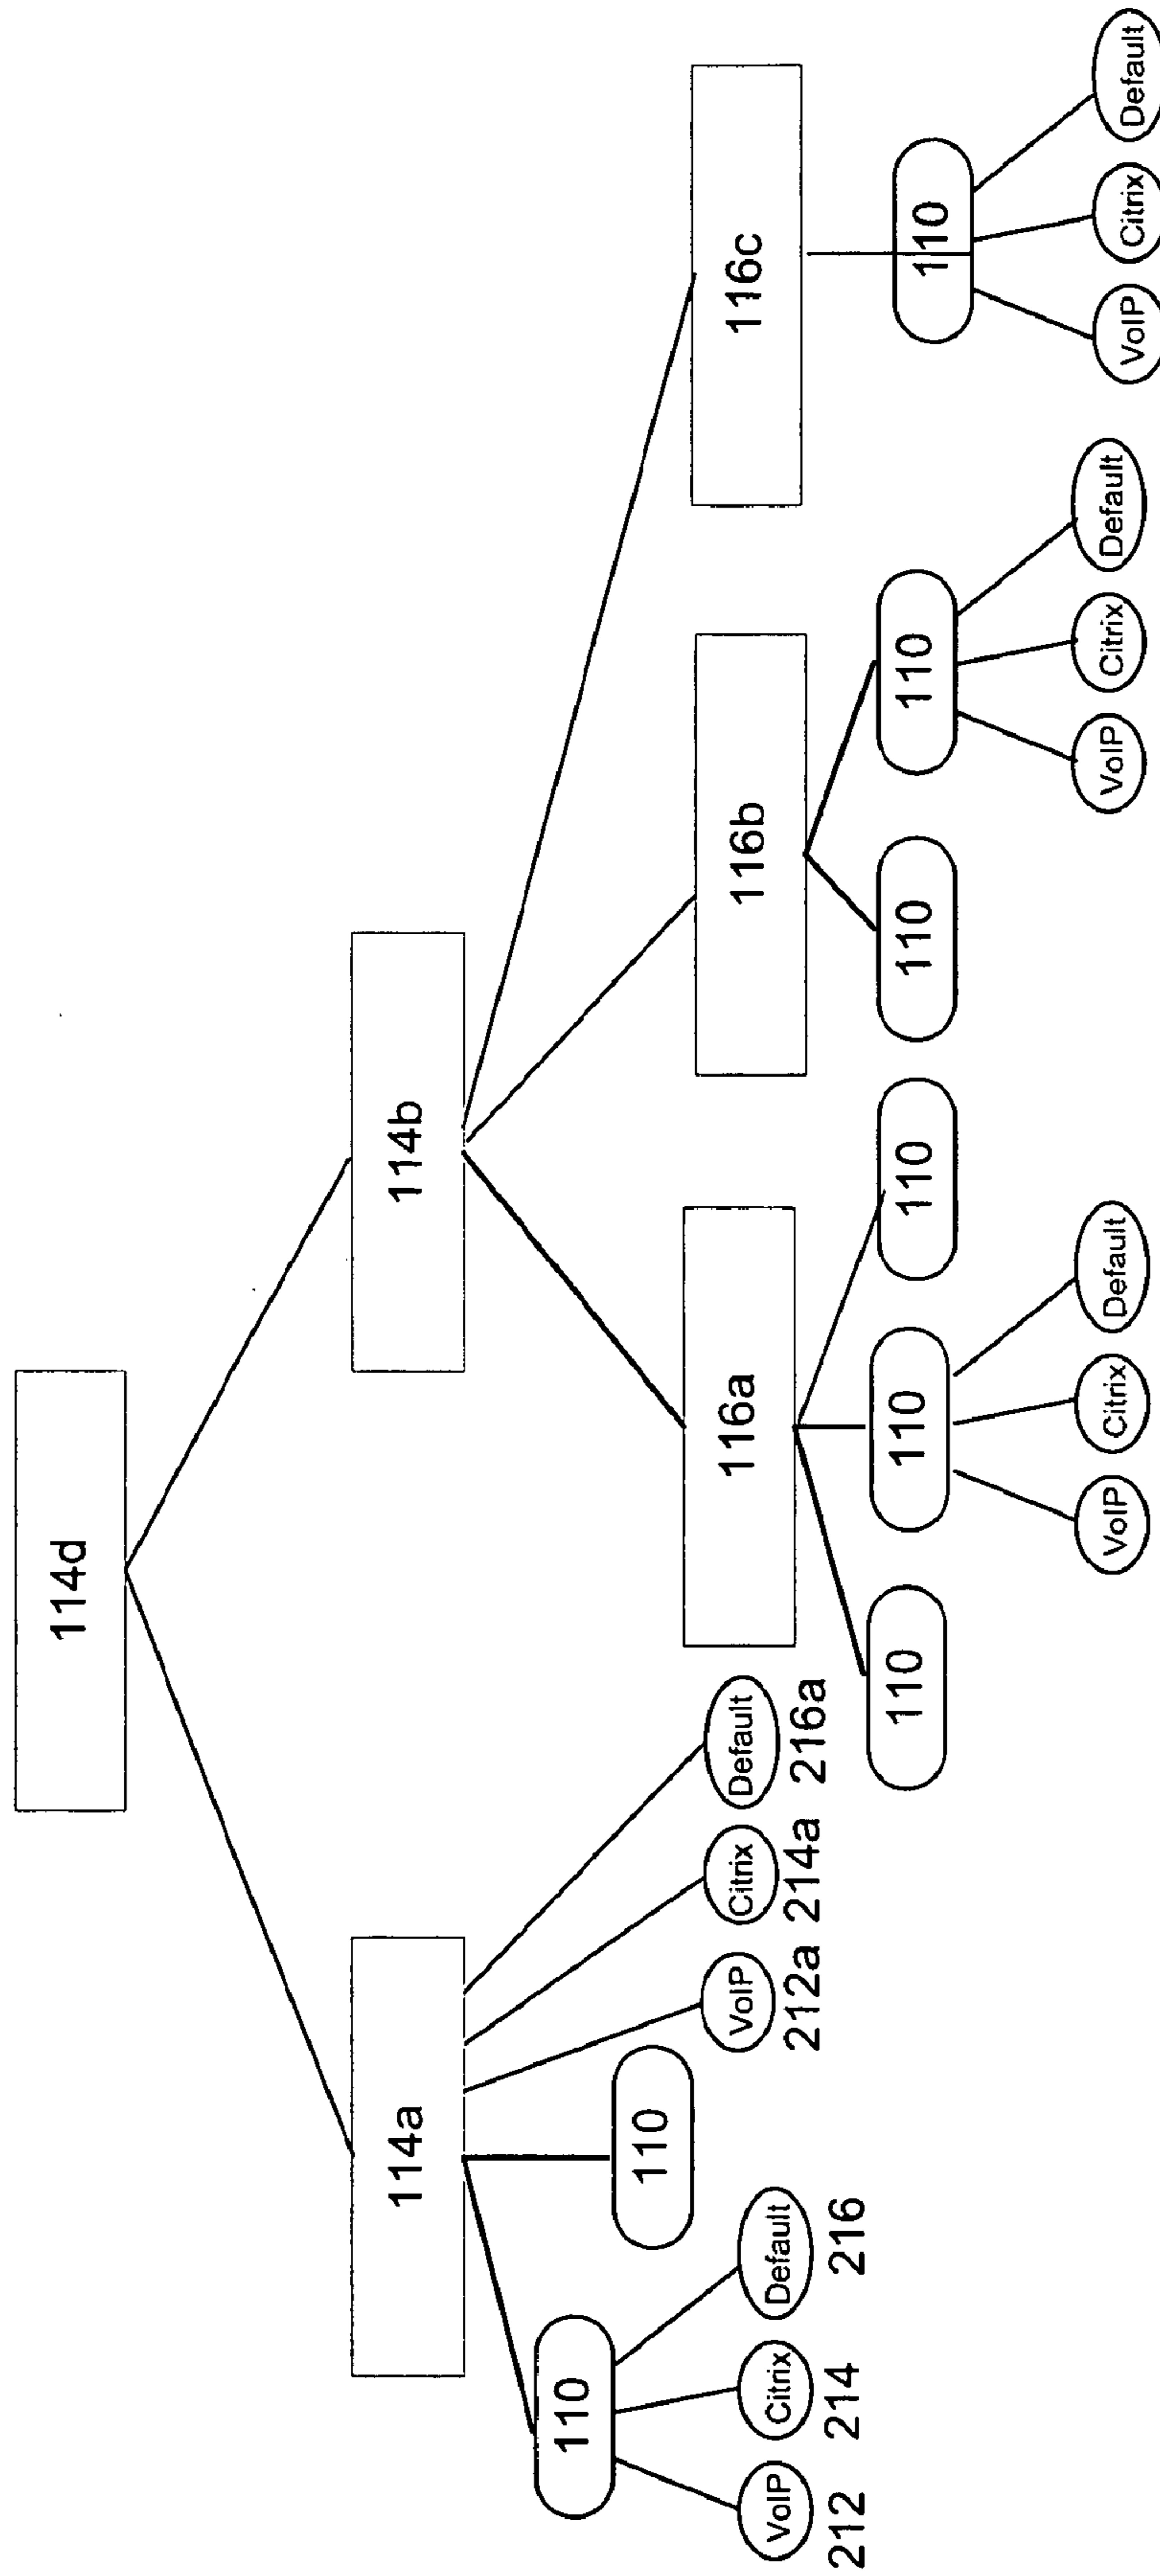 114d
114a
114b
110
110
VoIP
Citrix
Default
212
214
216
VoIP
Citrix
Default
212a
214a
216a
116a
116b
116c
110
110
110
110
110
110
VoIP
Citrix
Default
VoIP
Citrix
Default
VoIP
Citrix
Default